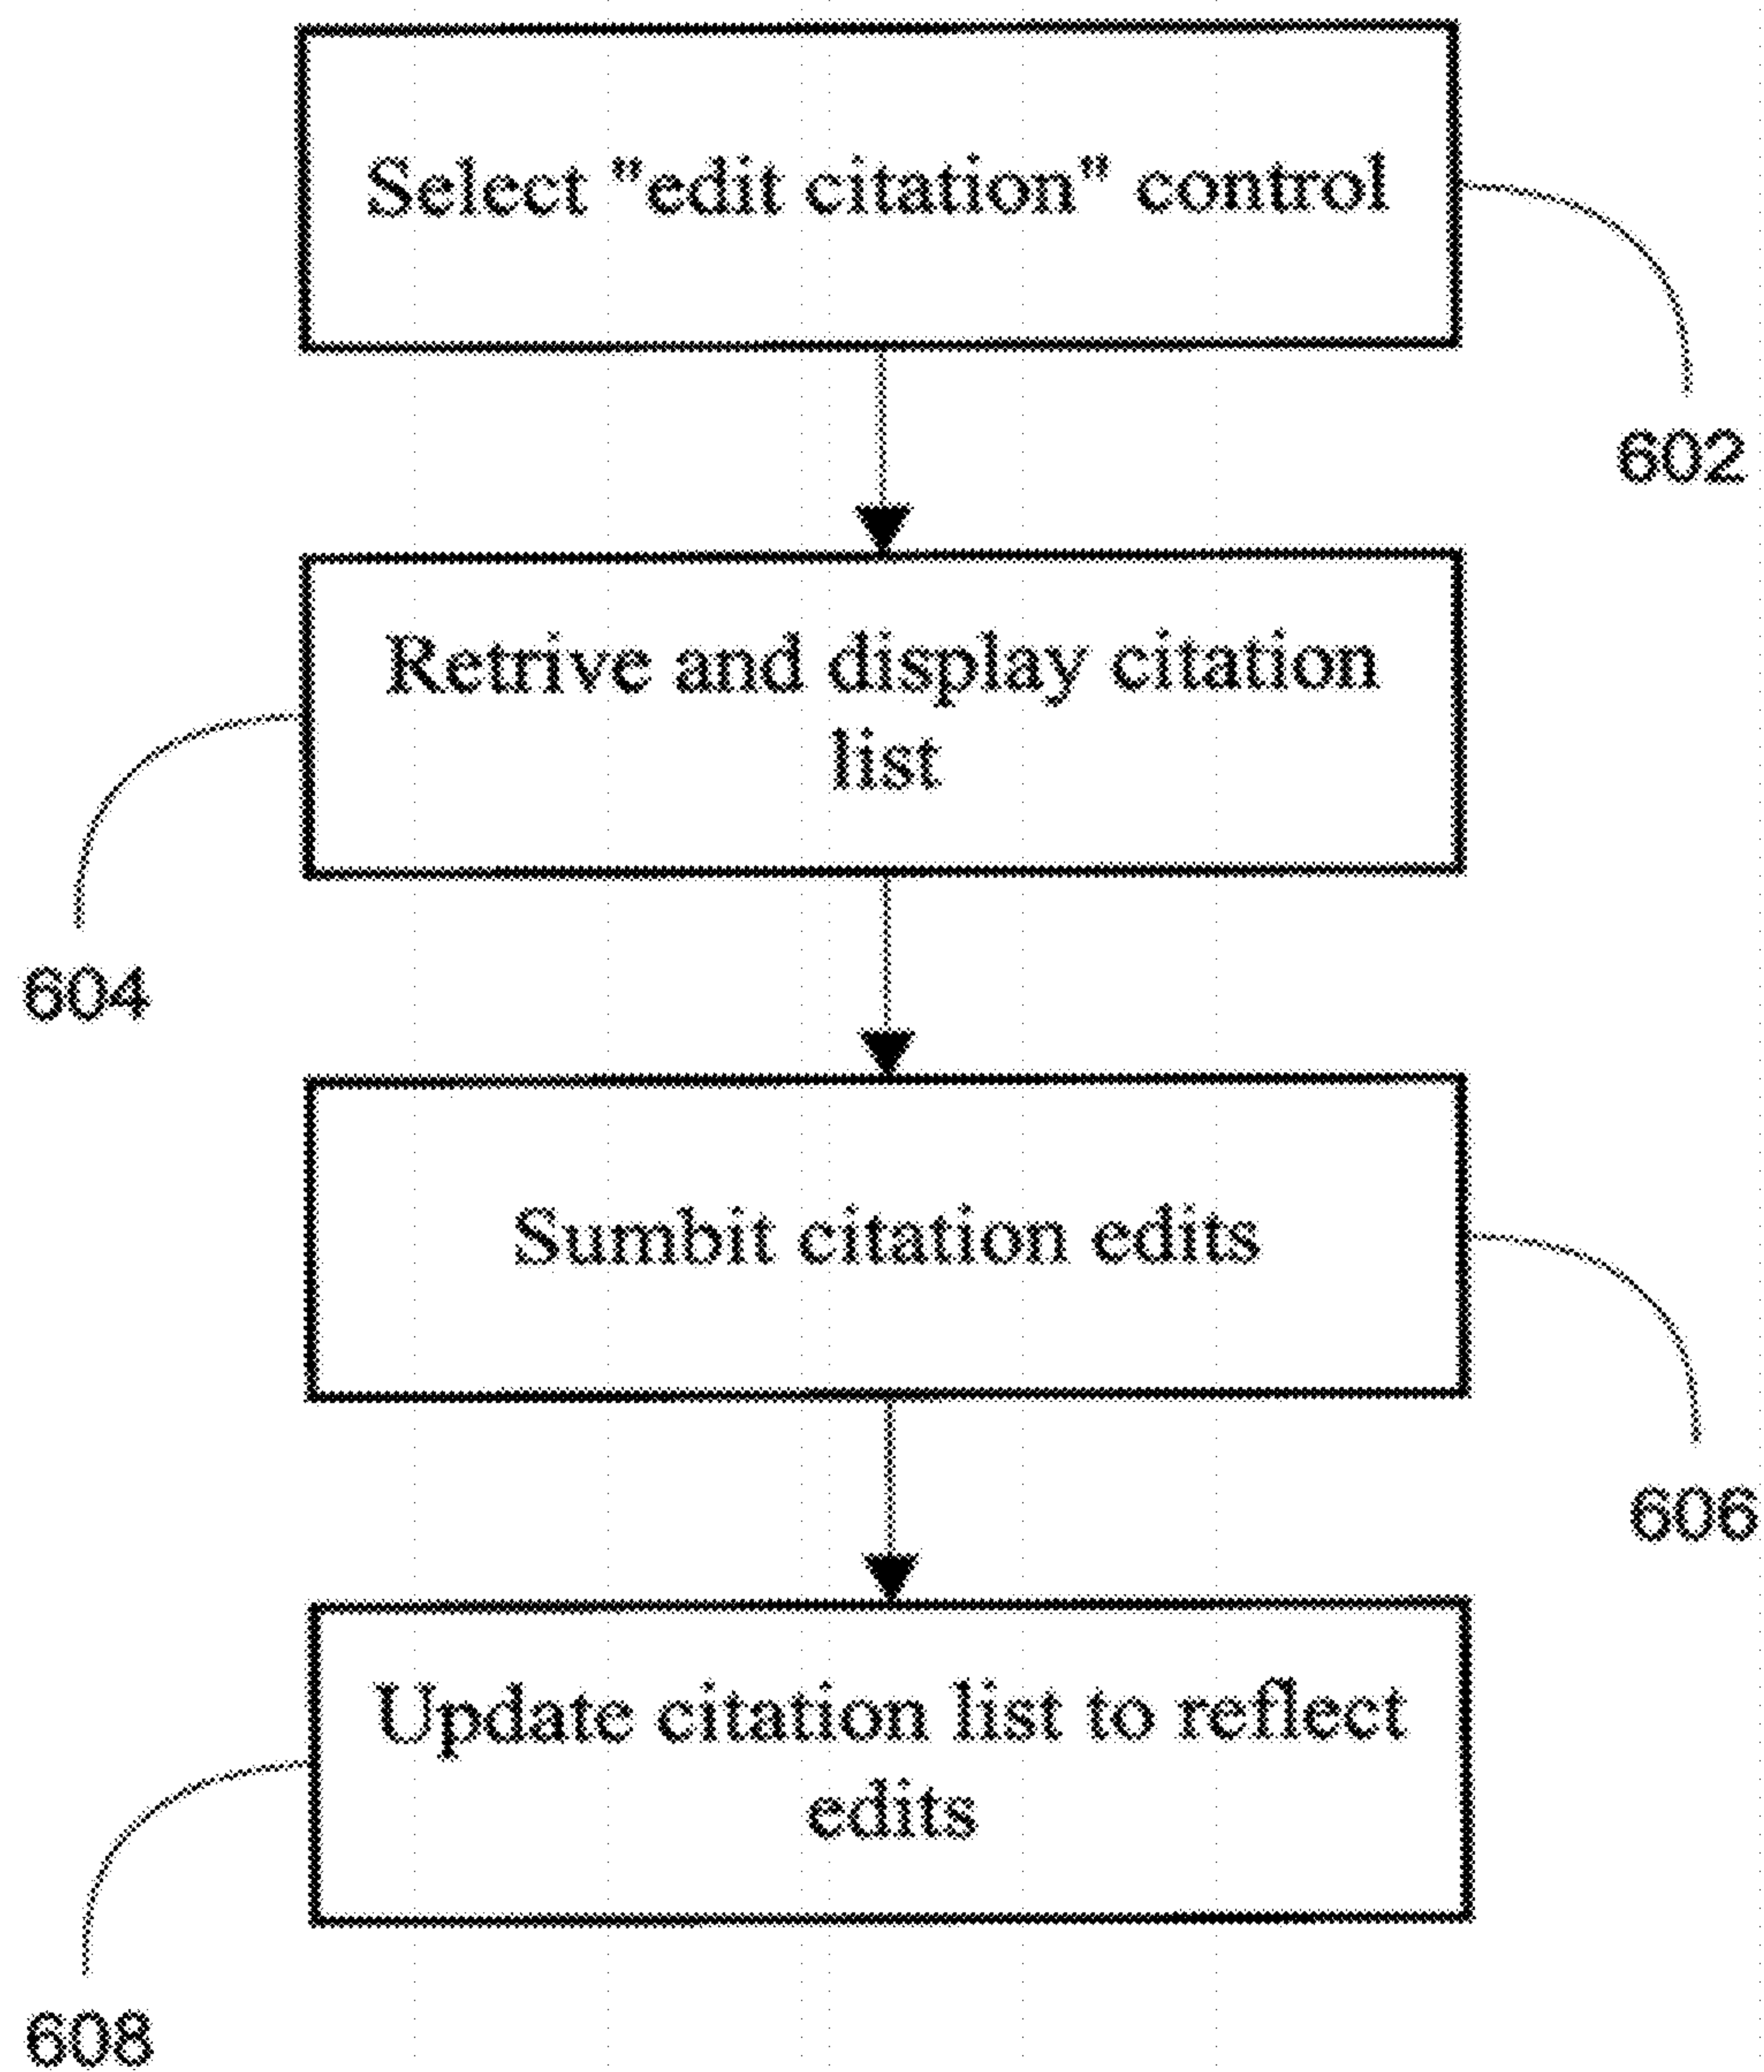 Select "edit citation" control
602
Retrive and display citation
list
604
Sumbit citation edits
606
Update citation list to reflect
edits
608